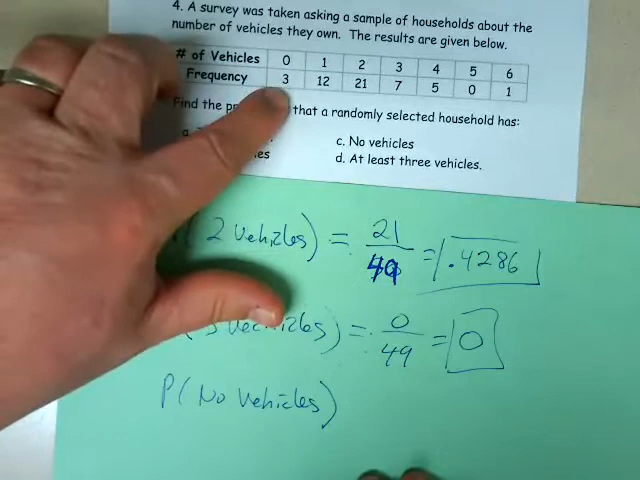 4. A survey was taken asking a sample of households about the
number of vehicles they own. The results are given below.
# of Vehicles 0 1 2 3 4 5 6
Frequency 3 12 21 7 5 0 1
Find the that a randomly selected household has:
a. c. No vehicles
d. At least three vehicles.
( 2 Vehicles) = 21/49 = .4286
( 5 Vehicles) = 0/49 = 0
P( No Vehicles)